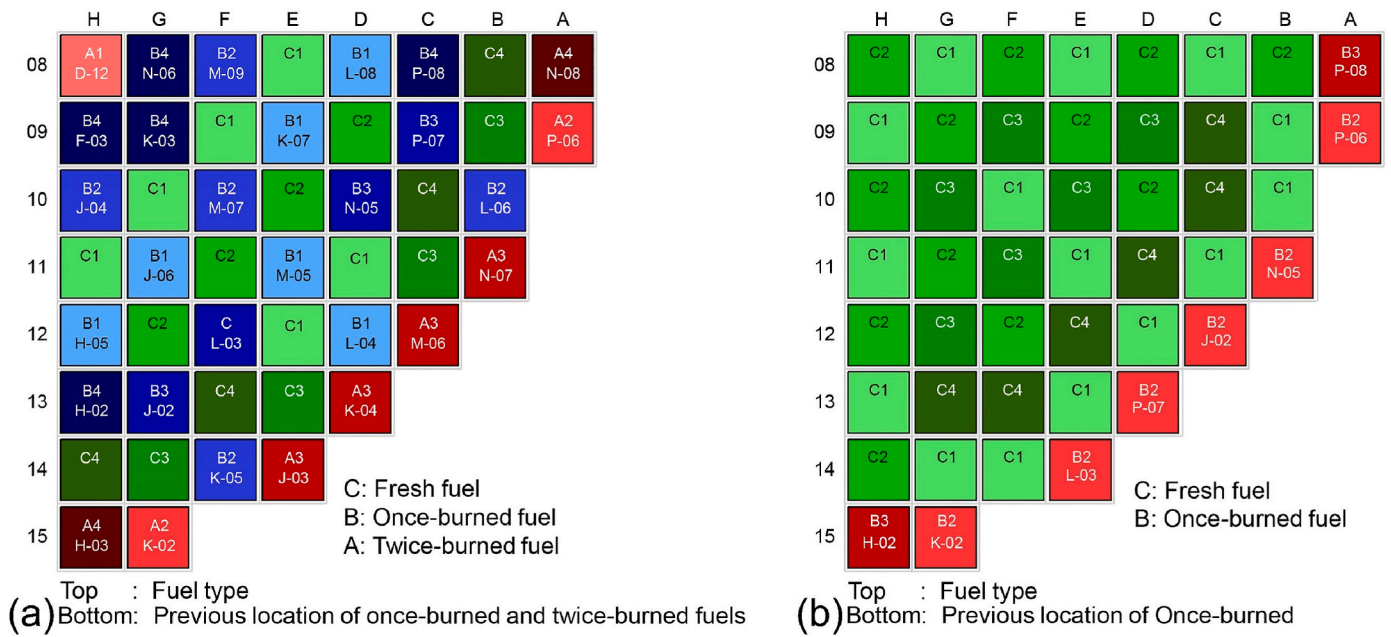 H G F E D C B A
08 A1 B4 B2 C1 B1 B4 C4 A4
D-12 N-06 M-09 L-08 P-08 N-08
09 B4 B4 C1 B1 C2 B3 C3 A2
F-03 K-03 K-07 P-07 P-06
10 B2 C1 B2 C2 B3 C4 B2
J-04 M-07 N-05 L-06
11 C1 B1 C2 B1 C1 C3 A3
J-06 M-05 N-07
12 B1 C2 C C1 B1 A3
H-05 L-03 L-04 M-06
13 B4 B3 C4 C3 A3
H-02 J-02 K-04
14 C4 C3 B2 A3
K-05 J-03
15 A4 A2
H-03 K-02
C: Fresh fuel
B: Once-burned fuel
A: Twice-burned fuel
Top : Fuel type
(a) Bottom: Previous location of once-burned and twice-burned fuels
H G F E D C B A
08 C2 C1 C2 C1 C2 C1 C2 B3
P-08
09 C1 C2 C3 C2 C3 C4 C1 B2
P-06
10 C2 C3 C1 C3 C2 C4 C1
11 C1 C2 C3 C1 C4 C1 B2
N-05
12 C2 C3 C2 C4 C1 B2
J-02
13 C1 C4 C4 C1 B2
P-07
14 C2 C1 C1 B2
L-03
15 B3 B2
H-02 K-02
C: Fresh fuel
B: Once-burned fuel
Top : Fuel type
(b) Bottom: Previous location of Once-burned